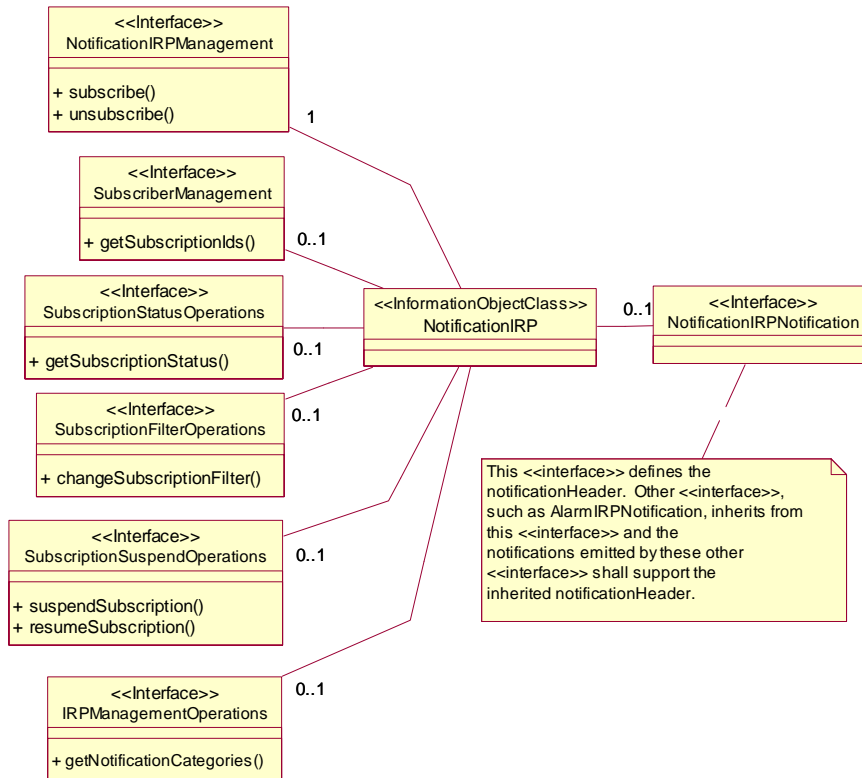 <<Interface>>
NotificationIRPManagement
+ subscribe()
+ unsubscribe()
1
<<Interface>>
SubscriberManagement
+ getSubscriptionIds()
0..1
<<Interface>>
SubscriptionStatusOperations
+ getSubscriptionStatus()
0..1
<<InformationObjectClass>>
NotificationIRP
0..1
<<Interface>>
NotificationIRPNotification
<<Interface>>
SubscriptionFilterOperations
+ changeSubscriptionFilter()
0..1
This <<interface>> defines the
notificationHeader. Other <<interface>>,
such as AlarmIRPNotification, inherits from
this <<interface>> and the
notifications emitted by these other
<<interface>> shall support the
inherited notificationHeader.
<<Interface>>
SubscriptionSuspendOperations
+ suspendSubscription()
+ resumeSubscription()
0..1
<<Interface>>
IRPManagementOperations
+ getNotificationCategories()
0..1